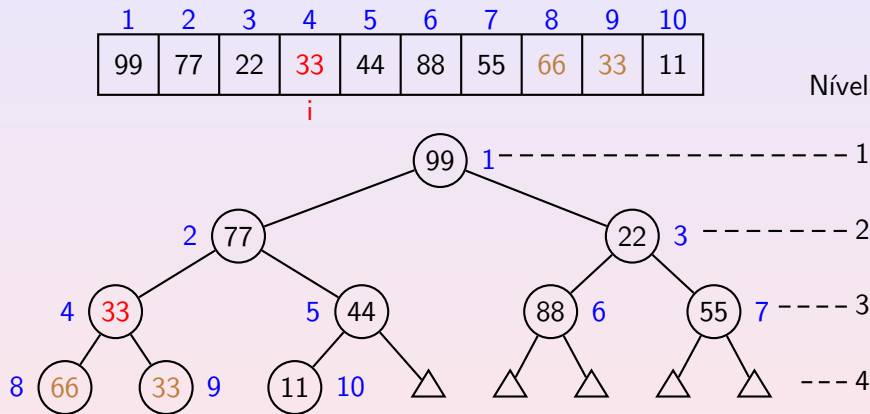 1 2 3 4 5 6 7 8 9 10
99 77 22 33 44 88 55 66 33 11
i
Nível
99 1 1
2 77 22 3 2
4 33 5 44 88 6 55 7 3
8 66 33 9 11 10 4